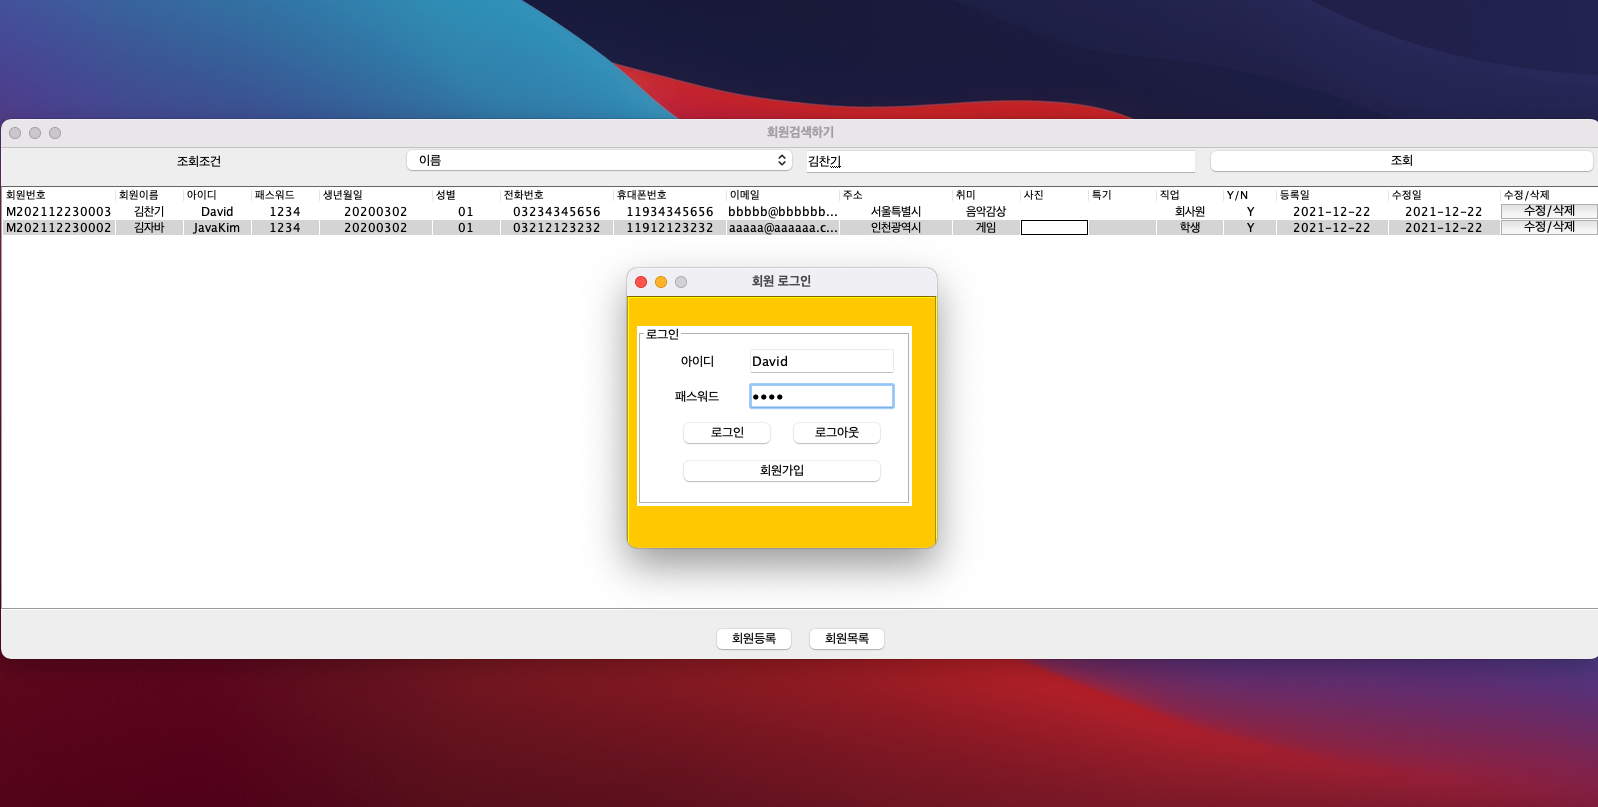 회원검색하기
조회조건 이름 김찬기 조회
회원번호 회원이름 아이디 패스워드 생년월일 성별 전화번호 휴대폰번호 이메일 주소 취미 사진 특기 직업 Y/N 등록일 수정일 수정/삭제
M202112230003 김찬기 David 1234 20200302 01 03234345656 11934345656 bbbbb@bbbbbb... 서울특별시 음악감상 회사원 Y 2021-12-22 2021-12-22 수정/삭제
M202112230002 김자바 JavaKim 1234 20200302 01 03212123232 11912123232 aaaaa@aaaaaa.c... 인천광역시 게임 학생 Y 2021-12-22 2021-12-22 수정/삭제
회원 로그인
로그인
아이디 David
패스워드 ••••
로그인 로그아웃
회원가입
회원등록 회원목록